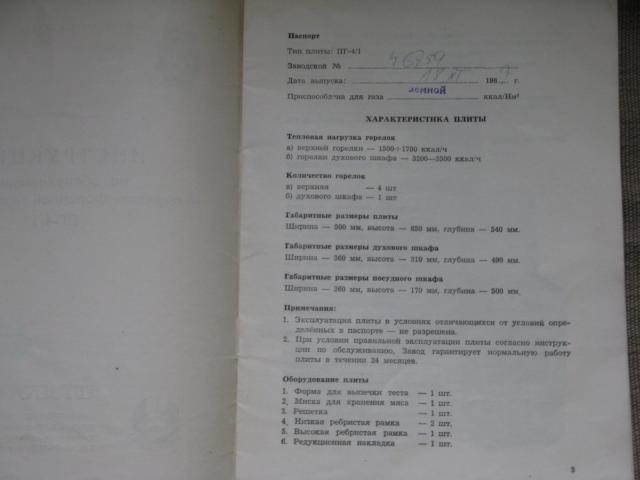 Паспорт
Тип плиты: ПГ-4/1
Заводской № 46959
Дата выпуска: 18 XI 1969 г.
Приспособлена для газа земной ккал/Нм³
ХАРАКТЕРИСТИКА ПЛИТЫ
Тепловая нагрузка горелок
а) верхней горелки — 1500÷1700 ккал/ч
б) горелки духового шкафа — 3200—3500 ккал/ч
Количество горелок
а) верхняя — 4 шт
б) духового шкафа — 1 шт
Габаритные размеры плиты
Ширина — 500 мм, высота — 850 мм, глубина — 540 мм.
Габаритные размеры духового шкафа
Ширина — 360 мм, высота — 310 мм, глубина — 490 мм.
Габаритные размеры посудного шкафа
Ширина — 360 мм, высота — 170 мм, глубина — 500 мм.
Примечания:
1. Эксплуатация плиты в условиях отличающихся от условий опре-
делённых в паспорте — не разрешена.
2. При условии правильной эксплуатации плиты согласно инструк-
ции по обслуживанию, Завод гарантирует нормальную работу
плиты в течении 24 месяцев.
Оборудование плиты
1. Форма для выпечки теста — 1 шт.
2. Миска для хранения мяса — 1 шт.
3. Решетка — 1 шт.
4. Низкая ребристая рамка — 2 шт.
5. Высокая ребристая рамка — 1 шт.
6. Редукционная накладка — 1 шт.
3